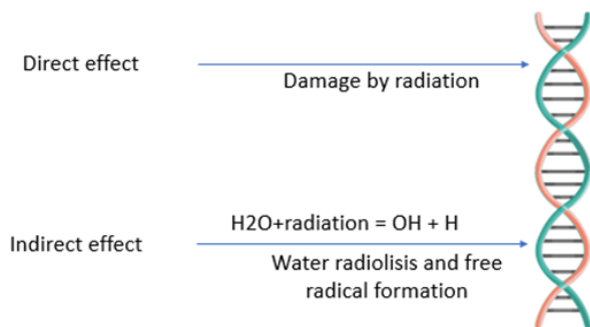 Direct effect
Damage by radiation
H2O+radiation = OH + H
Indirect effect
Water radiolisis and free
radical formation